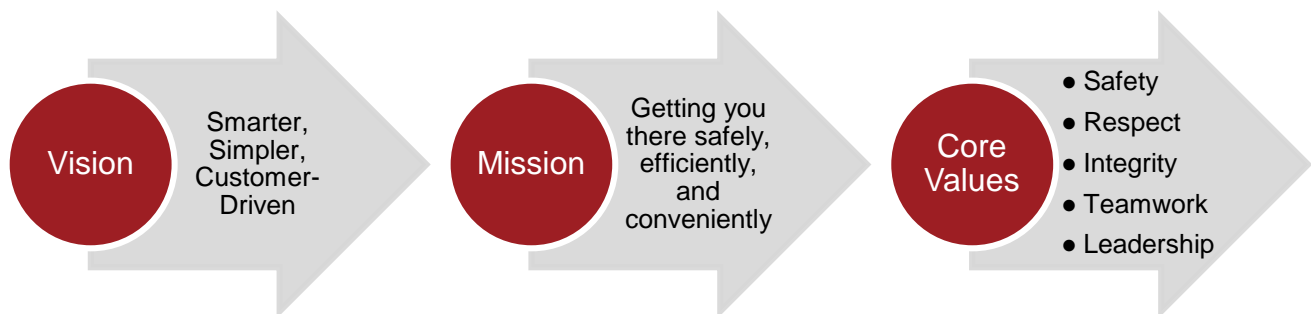 Vision
Smarter,
Simpler,
Customer-
Driven
Mission
Getting you
there safely,
efficiently,
and
conveniently
Core
Values
● Safety
● Respect
● Integrity
● Teamwork
● Leadership